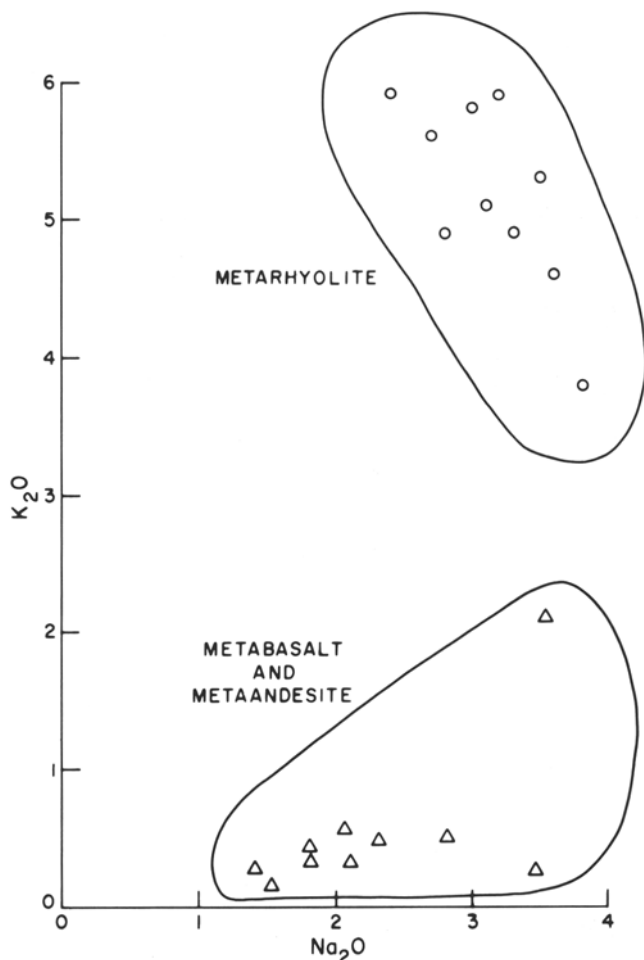 6
5
METARHYOLITE
4
3
K₂O
2
METABASALT
AND
METAANDESITE
1
0
0 1 2 3 4
Na₂O